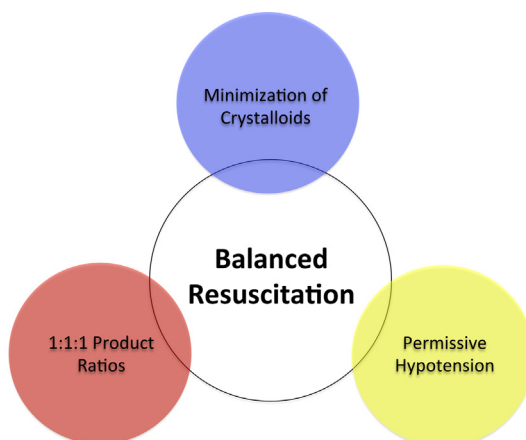 Minimization of
Crystalloids
Balanced
Resuscitation
1:1:1 Product
Ratios
Permissive
Hypotension